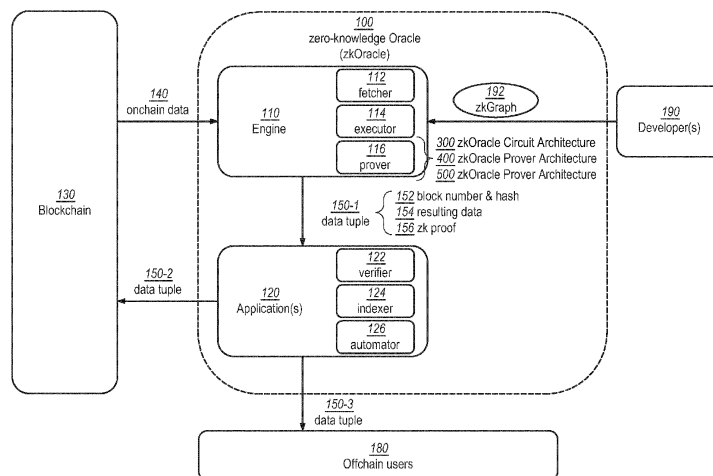 100
zero-knowledge Oracle
(zkOracle)
112
fetcher
110
Engine
114
executor
116
prover
140
onchain data
192
zkGraph
190
Developer(s)
300 zkOracle Circuit Architecture
400 zkOracle Prover Architecture
500 zkOracle Prover Architecture
130
Blockchain
150-1
data tuple
152 block number & hash
154 resulting data
156 zk proof
150-2
data tuple
120
Application(s)
122
verifier
124
indexer
126
automator
150-3
data tuple
180
Offchain users